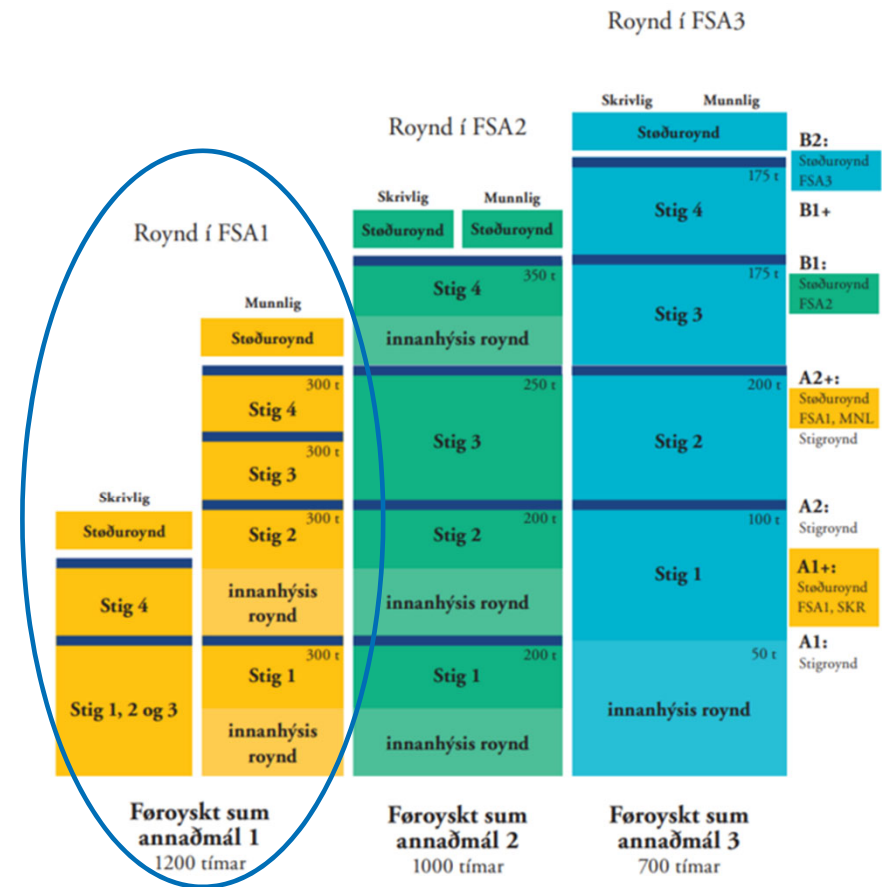 Roynd í FSA3
Skrivlig Munnlig
Støðuroynd
175 t
Stig 4
175 t
Stig 3
200 t
Stig 2
100 t
Stig 1
50 t
innanhýsis roynd
Føroyskt sum
annaðmál 3
700 tímar
Roynd í FSA2
Skrivlig Munnlig
Støðuroynd Støðuroynd
350 t
Stig 4
innanhýsis roynd
250 t
Stig 3
200 t
Stig 2
innanhýsis roynd
200 t
Stig 1
innanhýsis roynd
Føroyskt sum
annaðmál 2
1000 tímar
Roynd í FSA1
Munnlig
Støðuroynd
300 t
Stig 4
300 t
Stig 3
300 t
Stig 2
innanhýsis
roynd
300 t
Stig 1
innanhýsis
roynd
Skrivlig
Støðuroynd
Stig 4
Stig 1, 2 og 3
Føroyskt sum
annaðmál 1
1200 tímar
B2:
Støðuroynd
FSA3
B1+
B1:
Støðuroynd
FSA2
A2+:
Støðuroynd
FSA1, MNL
Stigroynd
A2:
Stigroynd
A1+:
Støðuroynd
FSA1, SKR
A1:
Stigroynd